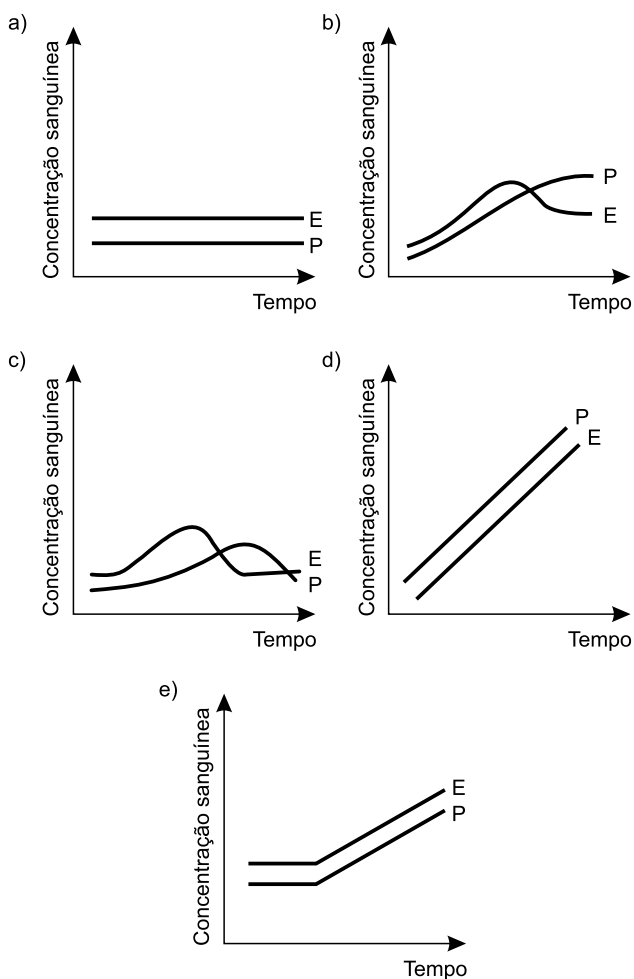 a)
Concentração sanguínea
E
P
Tempo
b)
Concentração sanguínea
P
E
Tempo
c)
Concentração sanguínea
E
P
Tempo
d)
Concentração sanguínea
P
E
Tempo
e)
Concentração sanguínea
E
P
Tempo